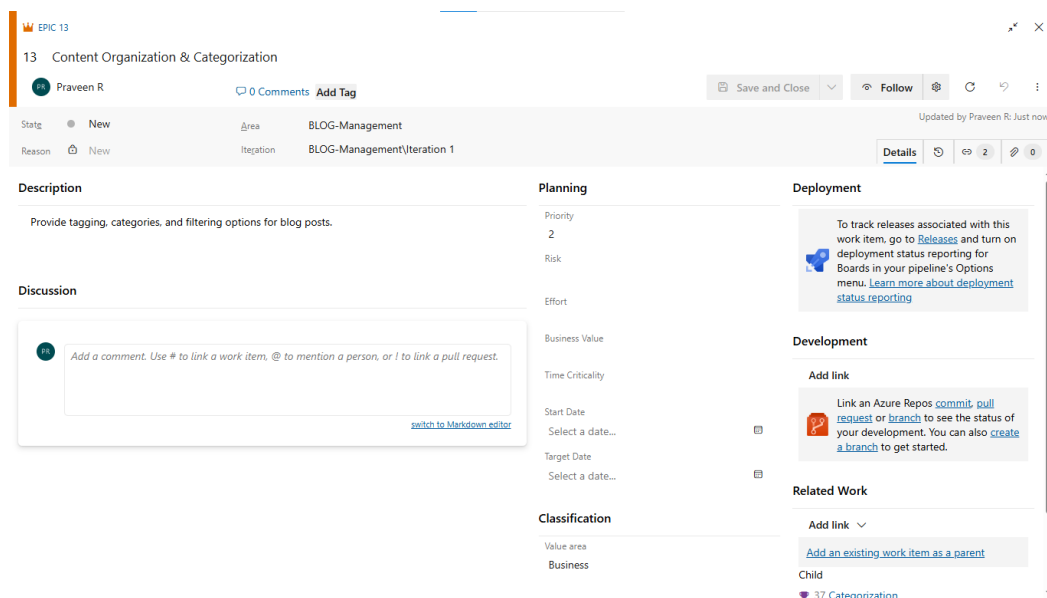 EPIC 13
13 Content Organization & Categorization
PR Praveen R
0 Comments Add Tag
Save and Close
Follow
State New
Area BLOG-Management
Updated by Praveen R: Just now
Reason New
Iteration BLOG-Management\Iteration 1
Details 2 0
Description
Provide tagging, categories, and filtering options for blog posts.
Discussion
PR
Add a comment. Use # to link a work item, @ to mention a person, or ! to link a pull request.
switch to Markdown editor
Planning
Priority
2
Risk
Effort
Business Value
Time Criticality
Start Date
Select a date...
Target Date
Select a date...
Classification
Value area
Business
Deployment
To track releases associated with this
work item, go to Releases and turn on
deployment status reporting for
Boards in your pipeline's Options
menu. Learn more about deployment
status reporting
Development
Add link
Link an Azure Repos commit, pull
request or branch to see the status of
your development. You can also create
a branch to get started.
Related Work
Add link
Add an existing work item as a parent
Child
37 Categorization